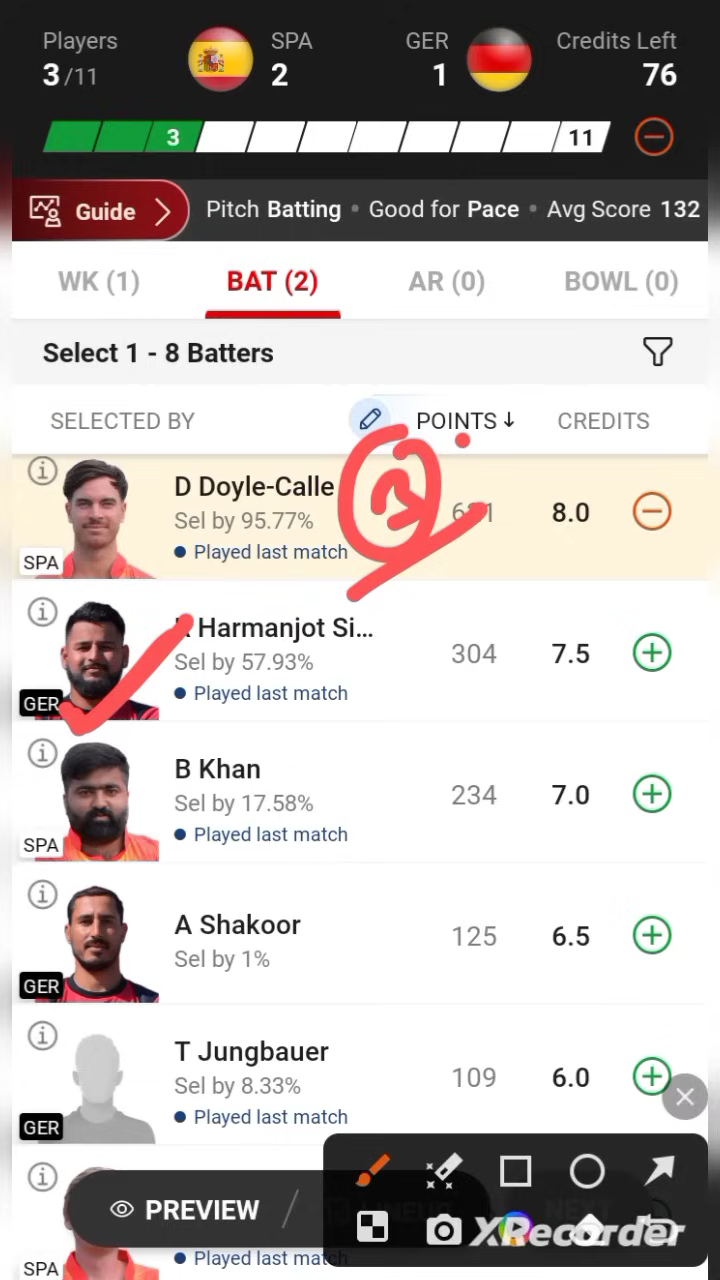 Players SPA GER Credits Left
3/11 2 1 76
3 11
Guide Pitch Batting • Good for Pace • Avg Score 132
WK (1) BAT (2) AR (0) BOWL (0)
Select 1 - 8 Batters
SELECTED BY POINTS↓ CREDITS
D Doyle-Calle
Sel by 95.77% 8.0
SPA • Played last match
Harmanjot Si...
Sel by 57.93% 304 7.5
GER • Played last match
B Khan
Sel by 17.58% 234 7.0
SPA • Played last match
A Shakoor
Sel by 1% 125 6.5
GER
T Jungbauer
Sel by 8.33% 109 6.0
GER • Played last match
PREVIEW
XRecorder
SPA • Played last match